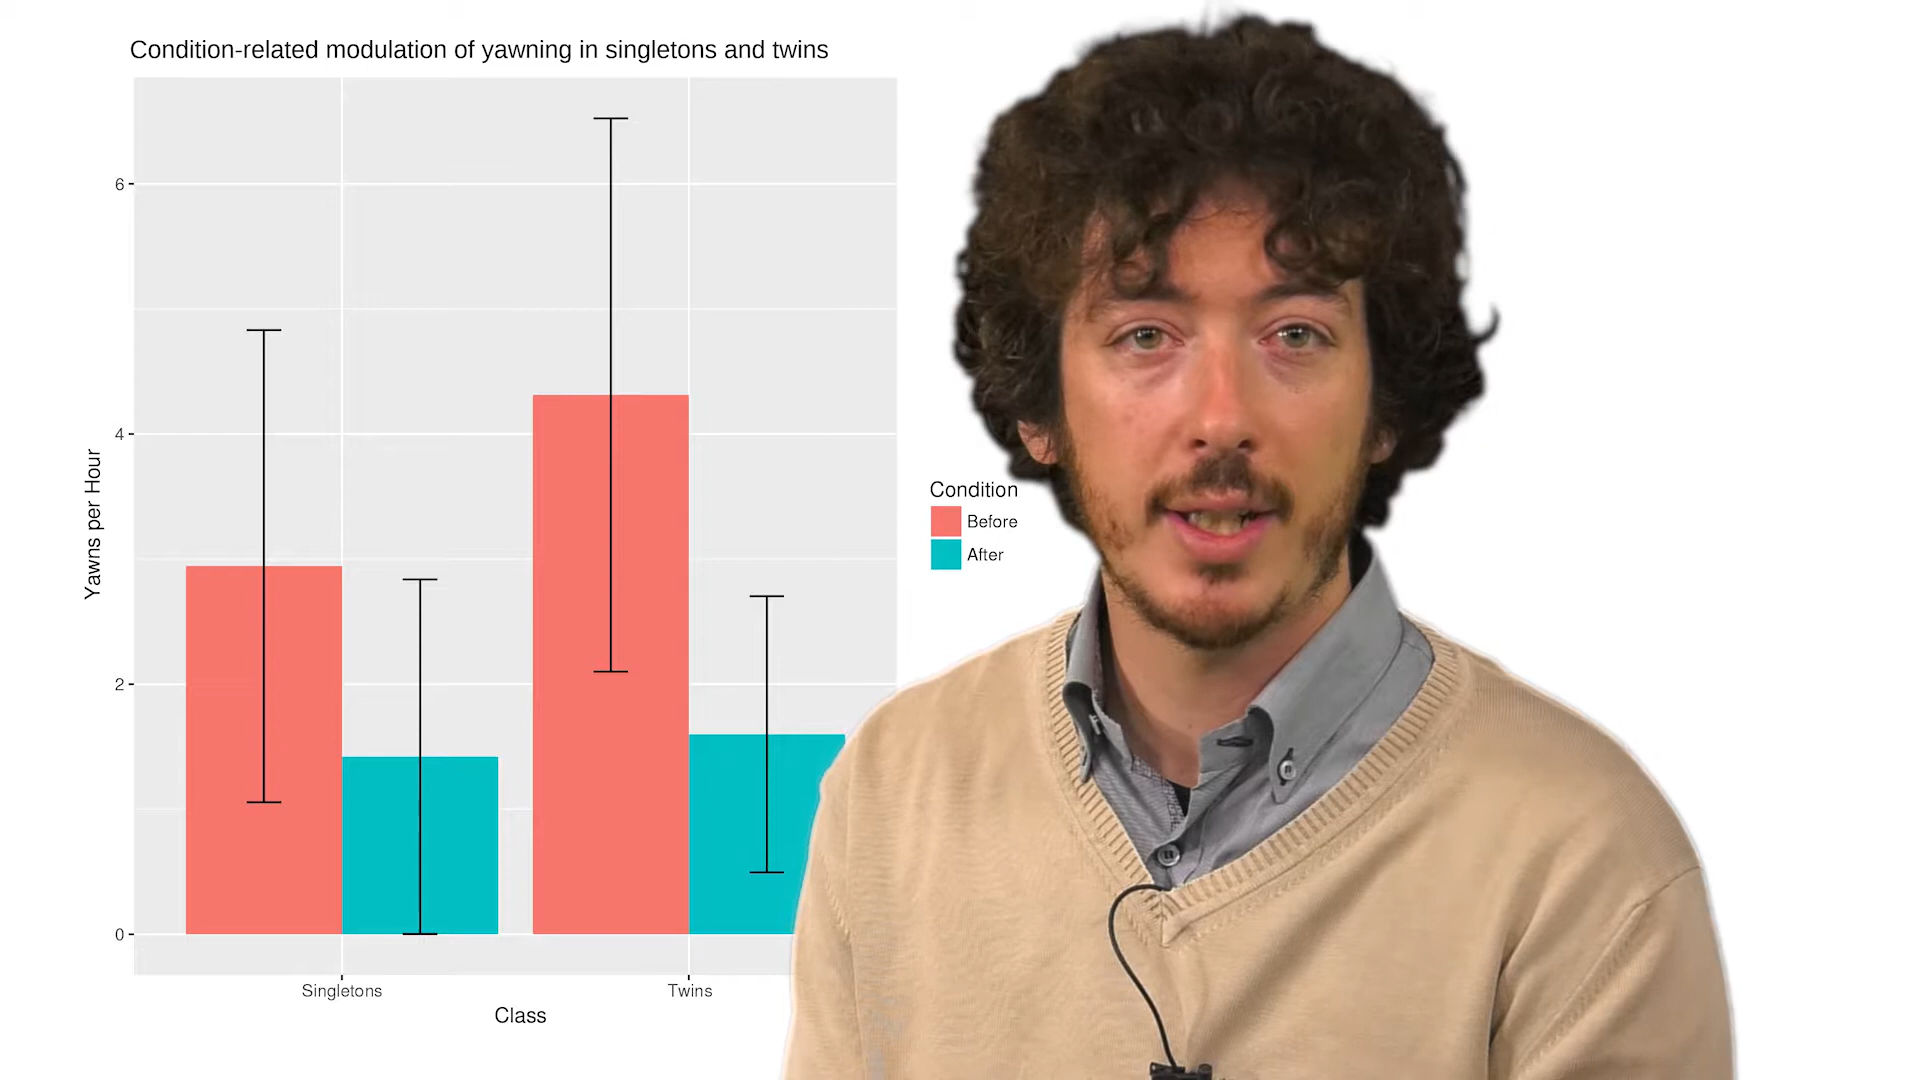 Condition-related modulation of yawning in singletons and twins
6
4
2
0
Yawns per Hour
Singletons
Twins
Class
Condition
Before
After